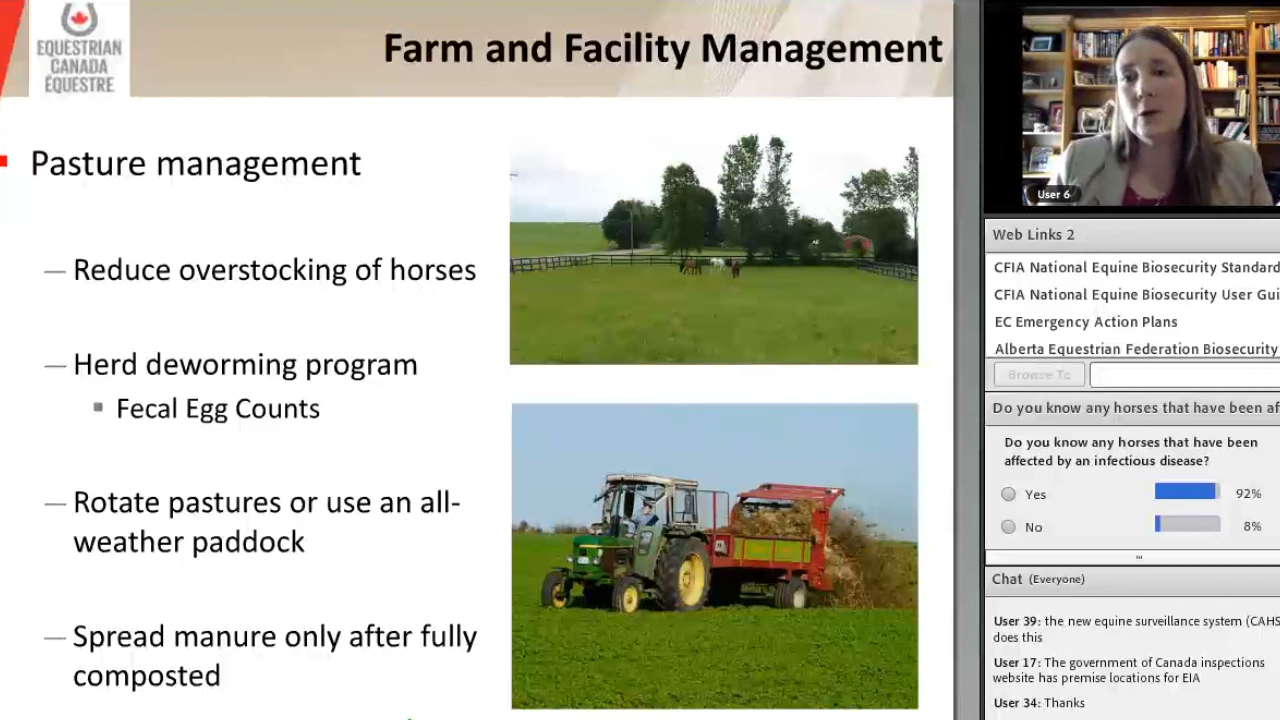 EQUESTRIAN
CANADA
ÉQUESTRE
Farm and Facility Management
Pasture management
— Reduce overstocking of horses
— Herd deworming program
▪ Fecal Egg Counts
— Rotate pastures or use an all-
weather paddock
— Spread manure only after fully
composted
User 6
Web Links 2
CFIA National Equine Biosecurity Standard
CFIA National Equine Biosecurity User Gui
EC Emergency Action Plans
Alberta Equestrian Federation Biosecurity
Browse To
Do you know any horses that have been af
Do you know any horses that have been
affected by an infectious disease?
Yes 92%
No 8%
Chat (Everyone)
User 39: the new equine surveillance system (CAHS
does this
User 17: The government of Canada inspections
website has premise locations for EIA
User 34: Thanks